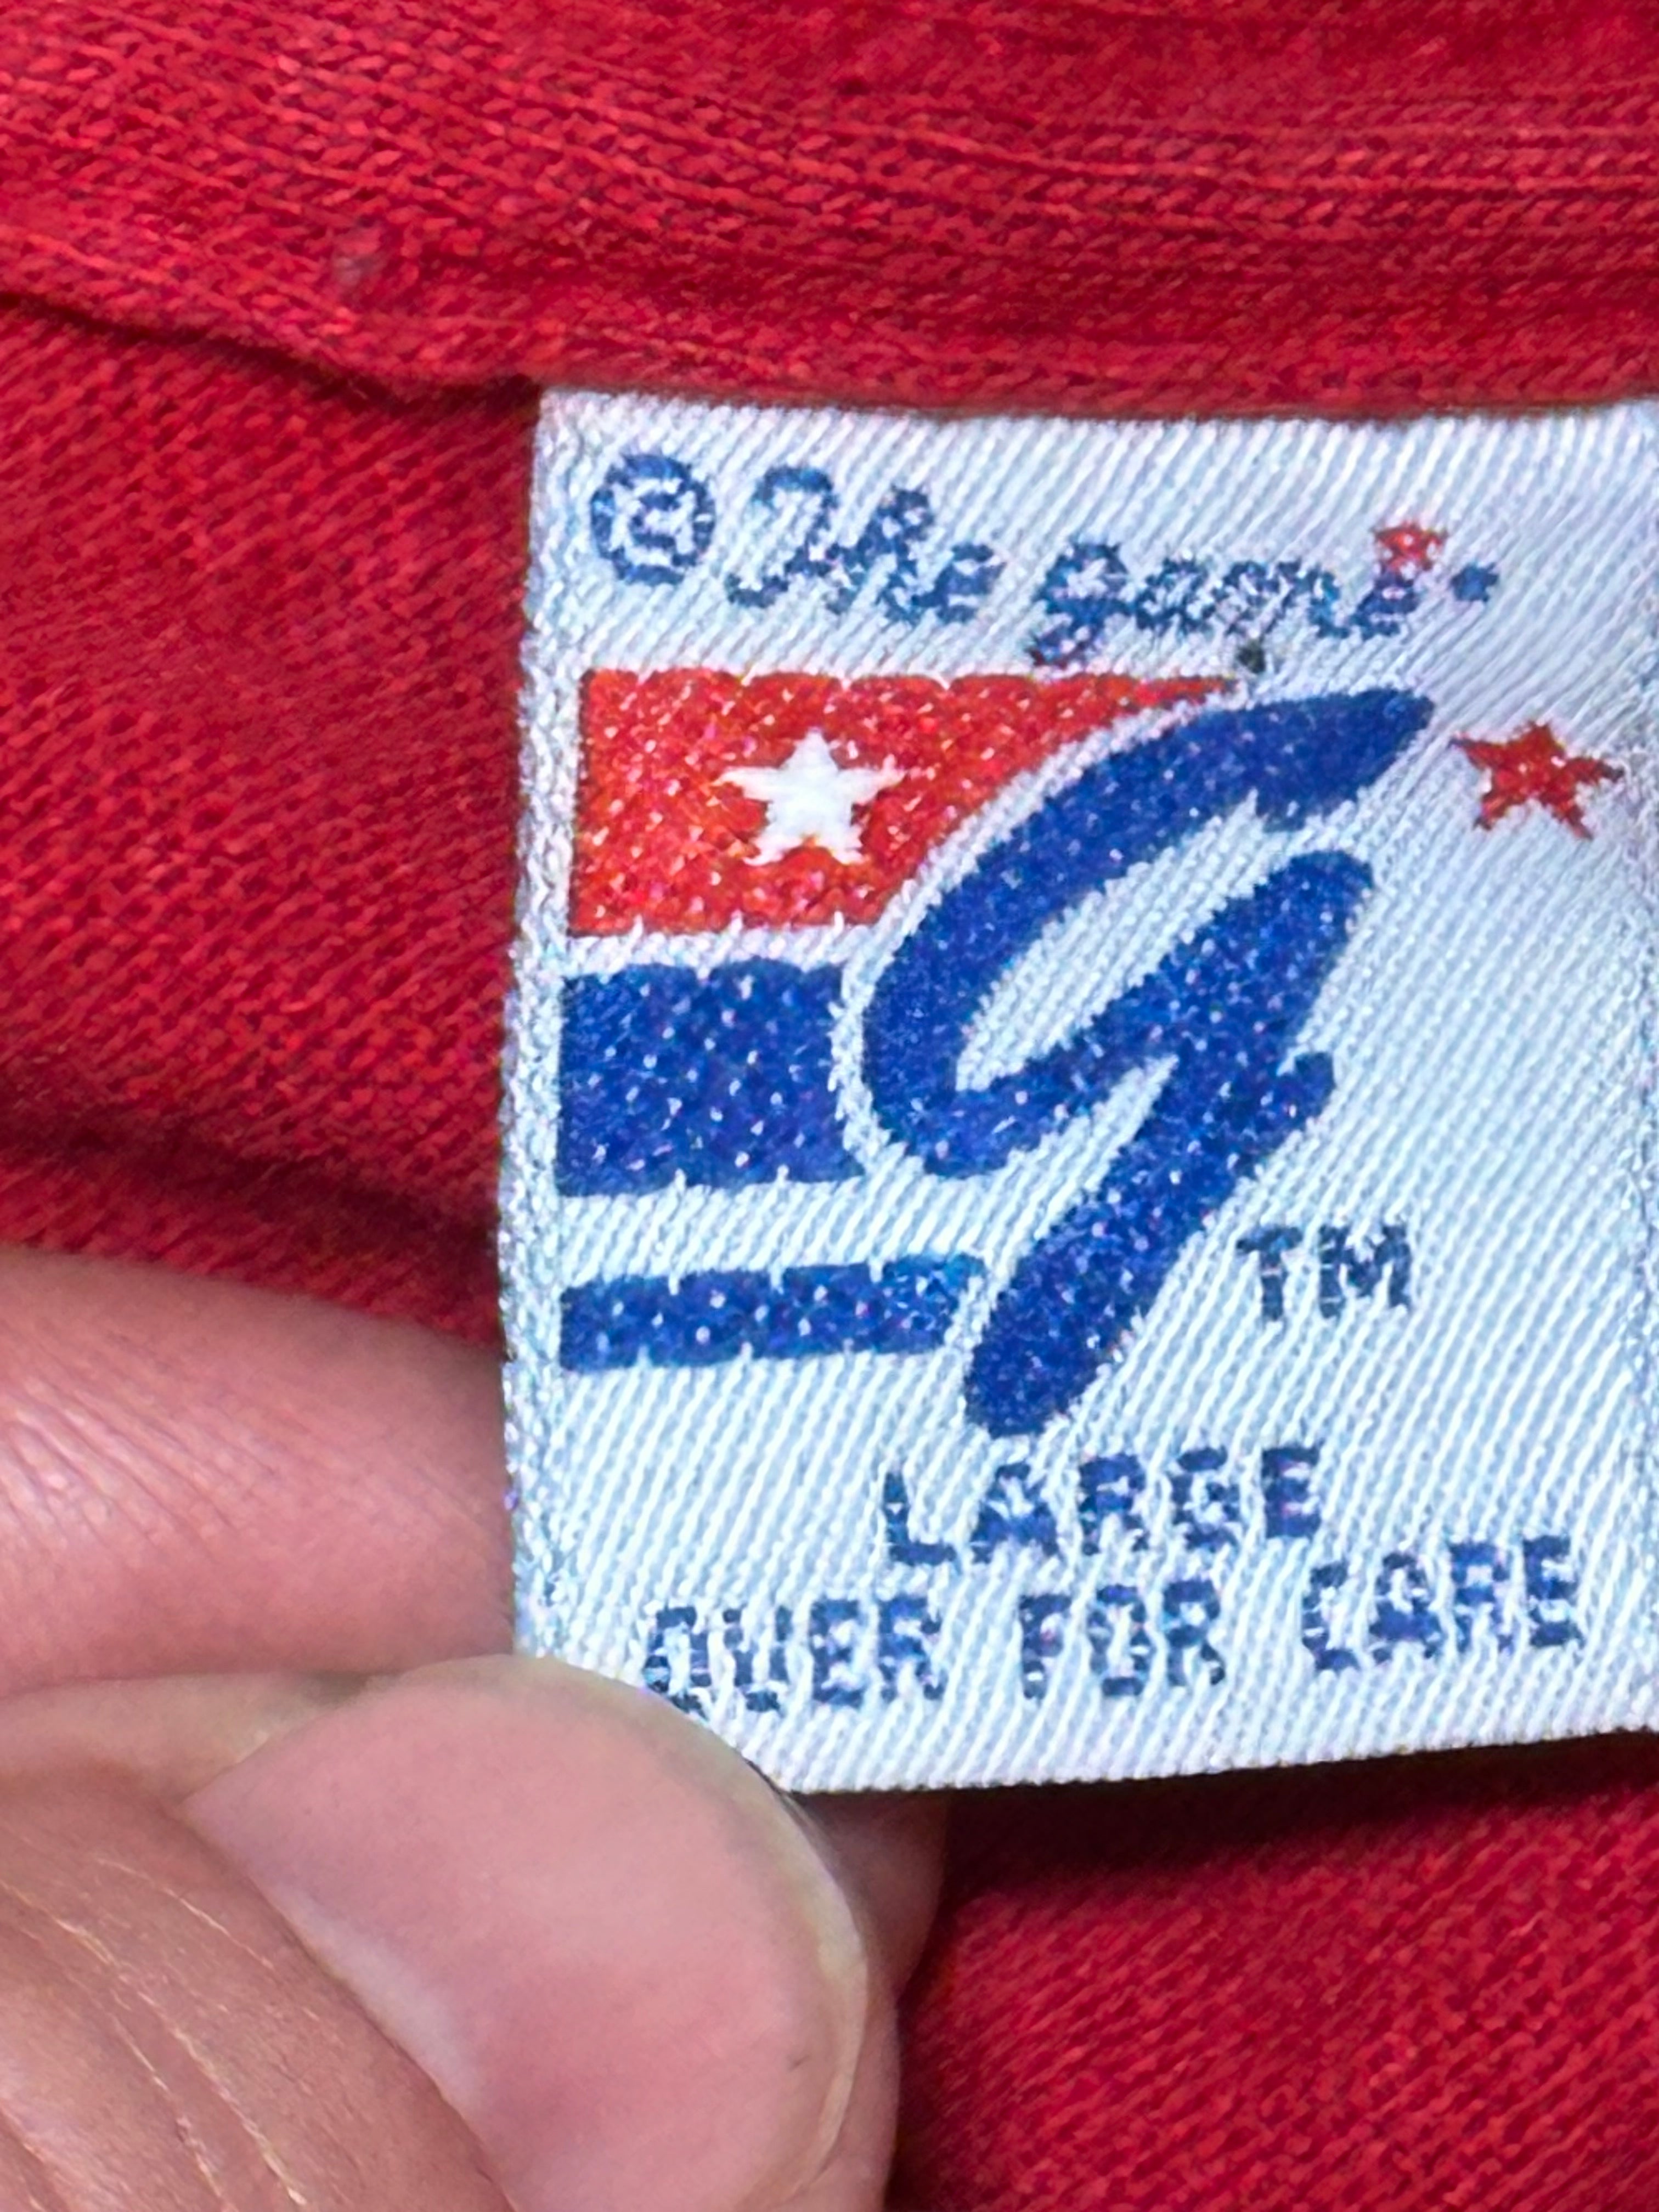 © The game.
G
TM
LARGE
OVER FOR CARE